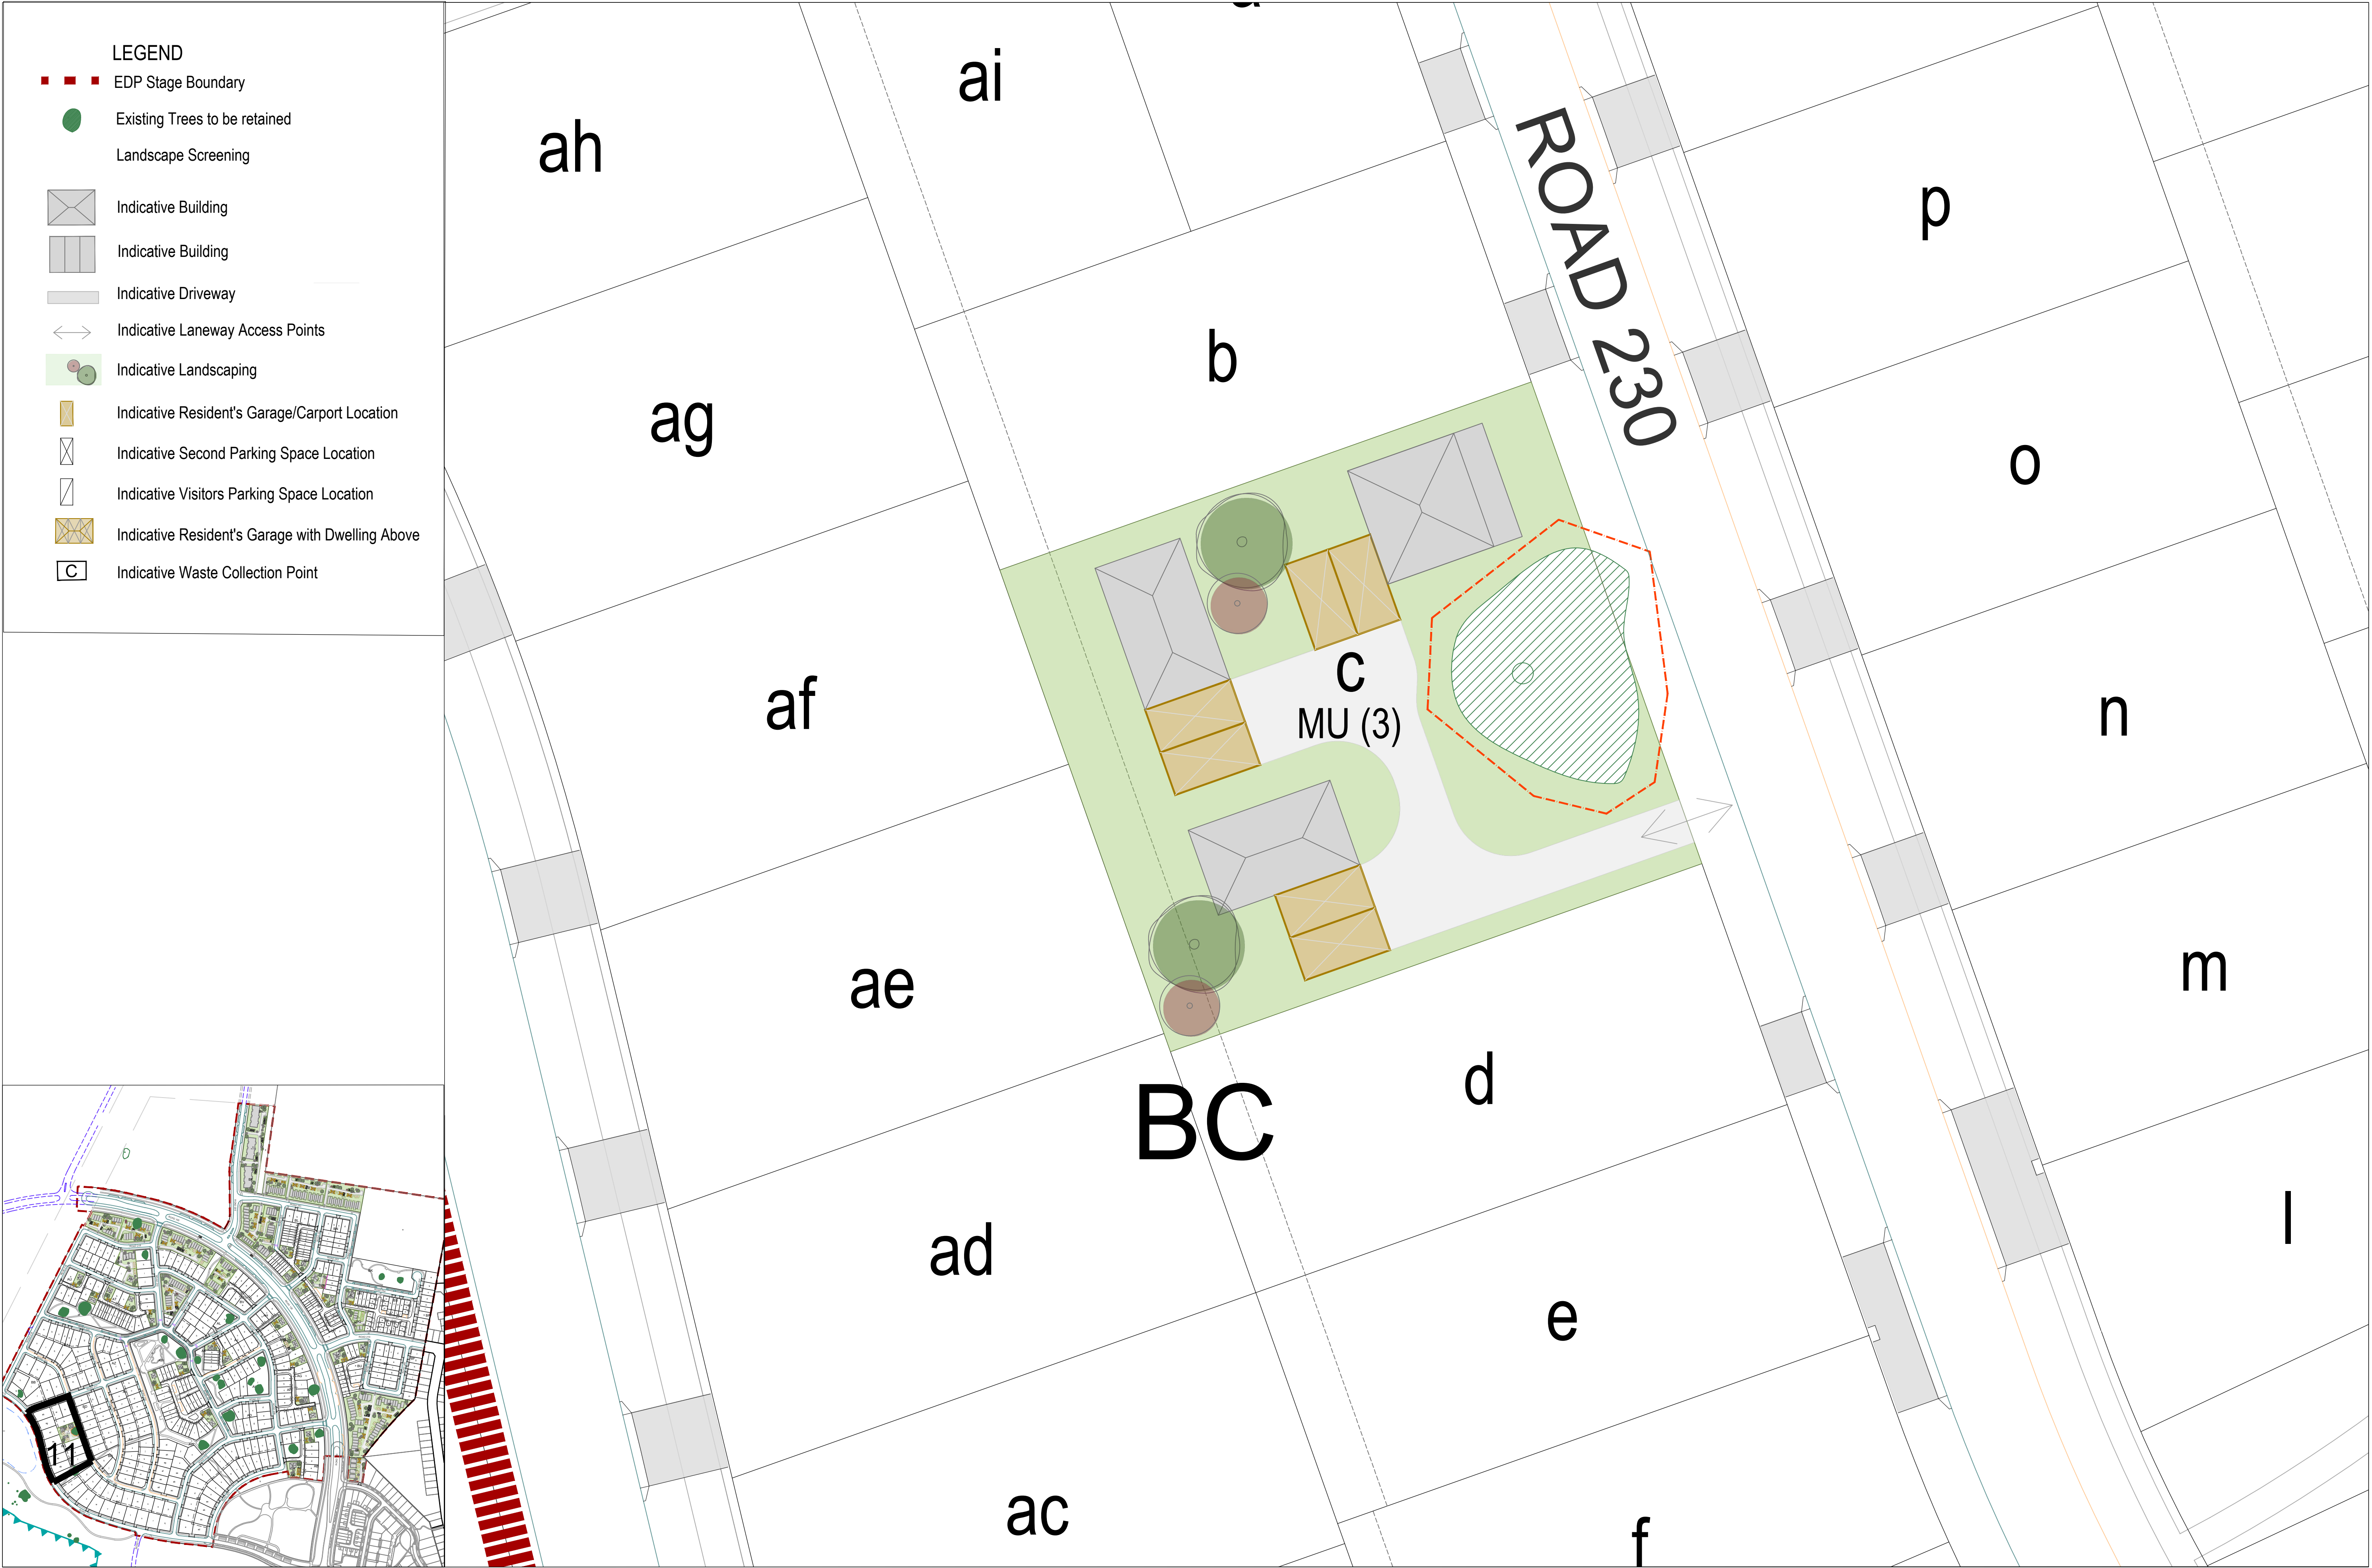 LEGEND
EDP Stage Boundary
Existing Trees to be retained
Landscape Screening
Indicative Building
Indicative Building
Indicative Driveway
Indicative Laneway Access Points
Indicative Landscaping
Indicative Resident's Garage/Carport Location
Indicative Second Parking Space Location
Indicative Visitors Parking Space Location
Indicative Resident's Garage with Dwelling Above
C
Indicative Waste Collection Point
ai
ah
ROAD 230
p
b
ag
o
c
MU (3)
af
n
ae
m
d
BC
l
ad
e
ac
f
11